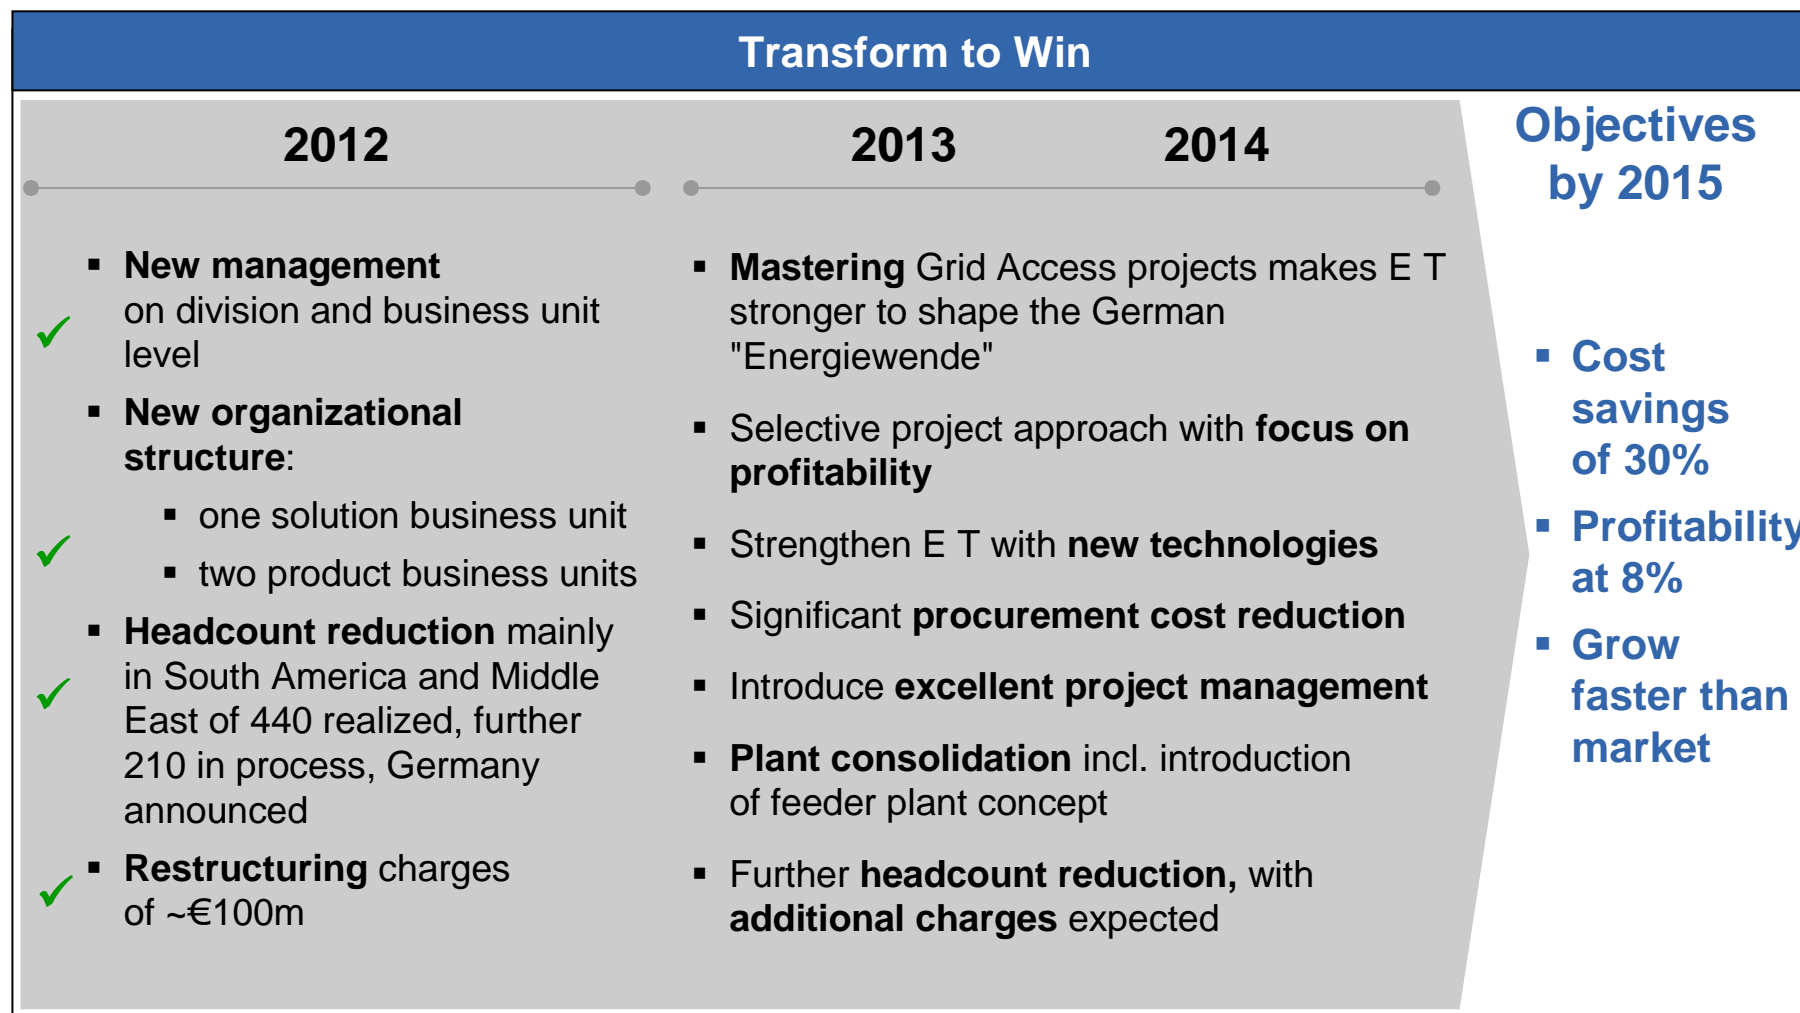 Transform to Win
2012
▪ New management
on division and business unit
level
▪ New organizational
structure:
▪ one solution business unit
▪ two product business units
▪ Headcount reduction mainly
in South America and Middle
East of 440 realized, further
210 in process, Germany
announced
▪ Restructuring charges
of ~€100m
2013 2014
▪ Mastering Grid Access projects makes E T
stronger to shape the German
"Energiewende"
▪ Selective project approach with focus on
profitability
▪ Strengthen E T with new technologies
▪ Significant procurement cost reduction
▪ Introduce excellent project management
▪ Plant consolidation incl. introduction
of feeder plant concept
▪ Further headcount reduction, with
additional charges expected
Objectives
by 2015
▪ Cost
savings
of 30%
▪ Profitability
at 8%
▪ Grow
faster than
market